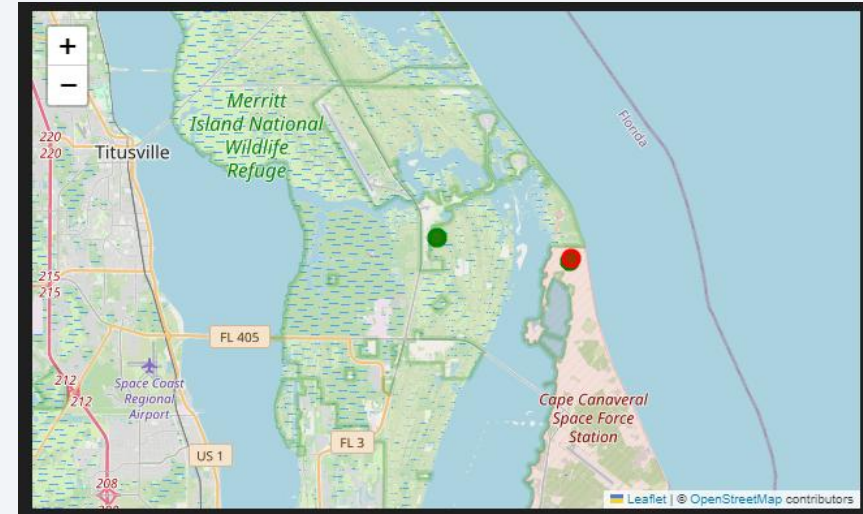 +
−
Merritt
Island National
Wildlife
Refuge
Florida
220
220
Titusville
215
215
FL 405
212
212
Space Coast
Regional
Airport
Cape Canaveral
Space Force
Station
FL 3
US 1
208
Leaflet | © OpenStreetMap contributors